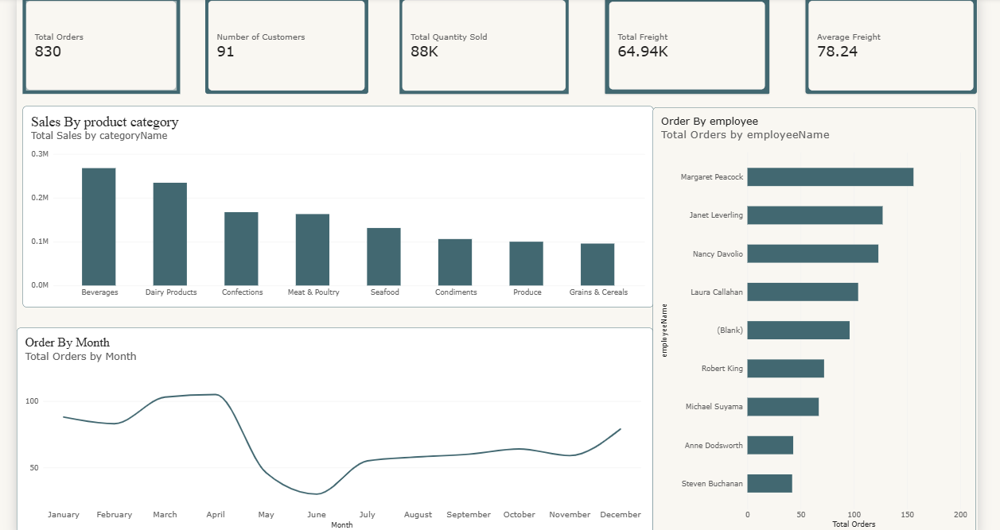 Total Orders
830
Number of Customers
91
Total Quantity Sold
88K
Total Freight
64.94K
Average Freight
78.24
Sales By product category
Total Sales by categoryName
0.3M
0.2M
0.1M
0.0M
Beverages Dairy Products Confections Meat & Poultry Seafood Condiments Produce Grains & Cereals
Order By Month
Total Orders by Month
100
50
January February March April May June July August September October November December
Month
Order By employee
Total Orders by employeeName
employeeName
Margaret Peacock
Janet Leverling
Nancy Davolio
Laura Callahan
(Blank)
Robert King
Michael Suyama
Anne Dodsworth
Steven Buchanan
0 50 100 150 200
Total Orders